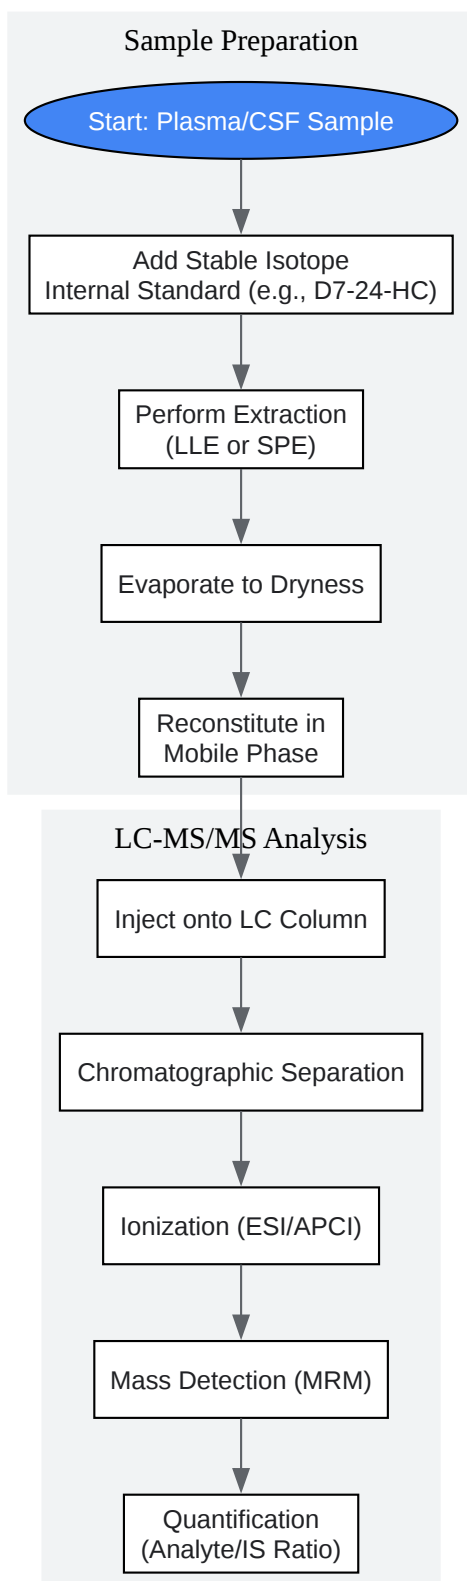 Sample Preparation
Start: Plasma/CSF Sample
Add Stable Isotope
Internal Standard (e.g., D7-24-HC)
Perform Extraction
(LLE or SPE)
Evaporate to Dryness
Reconstitute in
Mobile Phase
LC-MS/MS Analysis
Inject onto LC Column
Chromatographic Separation
Ionization (ESI/APCI)
Mass Detection (MRM)
Quantification
(Analyte/IS Ratio)